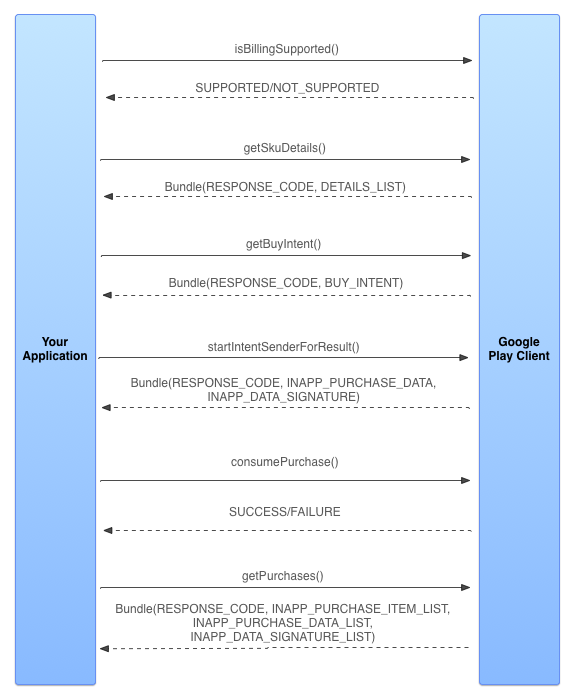 isBillingSupported()
SUPPORTED/NOT_SUPPORTED
getSkuDetails()
Bundle(RESPONSE_CODE, DETAILS_LIST)
getBuyIntent()
Bundle(RESPONSE_CODE, BUY_INTENT)
Your
Application
Google
Play Client
startIntentSenderForResult()
Bundle(RESPONSE_CODE, INAPP_PURCHASE_DATA,
INAPP_DATA_SIGNATURE)
consumePurchase()
SUCCESS/FAILURE
getPurchases()
Bundle(RESPONSE_CODE, INAPP_PURCHASE_ITEM_LIST,
INAPP_PURCHASE_DATA_LIST,
INAPP_DATA_SIGNATURE_LIST)